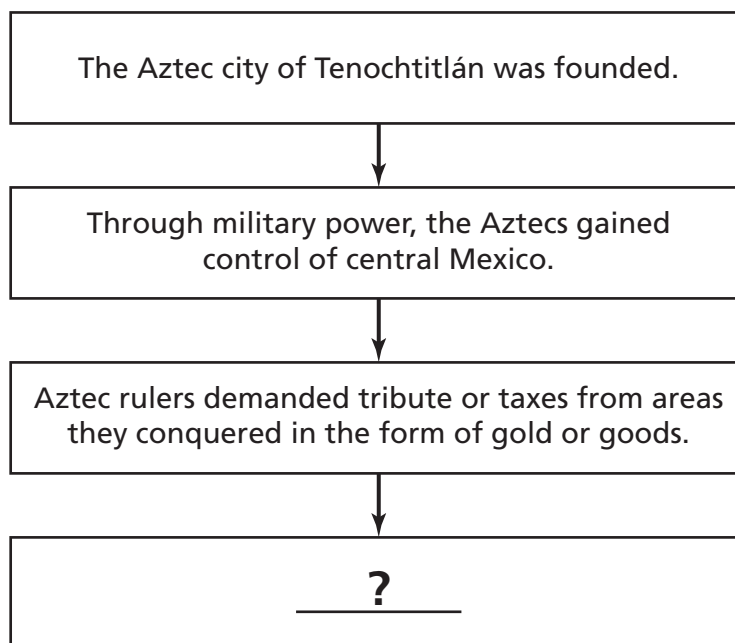 The Aztec city of Tenochtitlán was founded.
Through military power, the Aztecs gained
control of central Mexico.
Aztec rulers demanded tribute or taxes from areas
they conquered in the form of gold or goods.
?